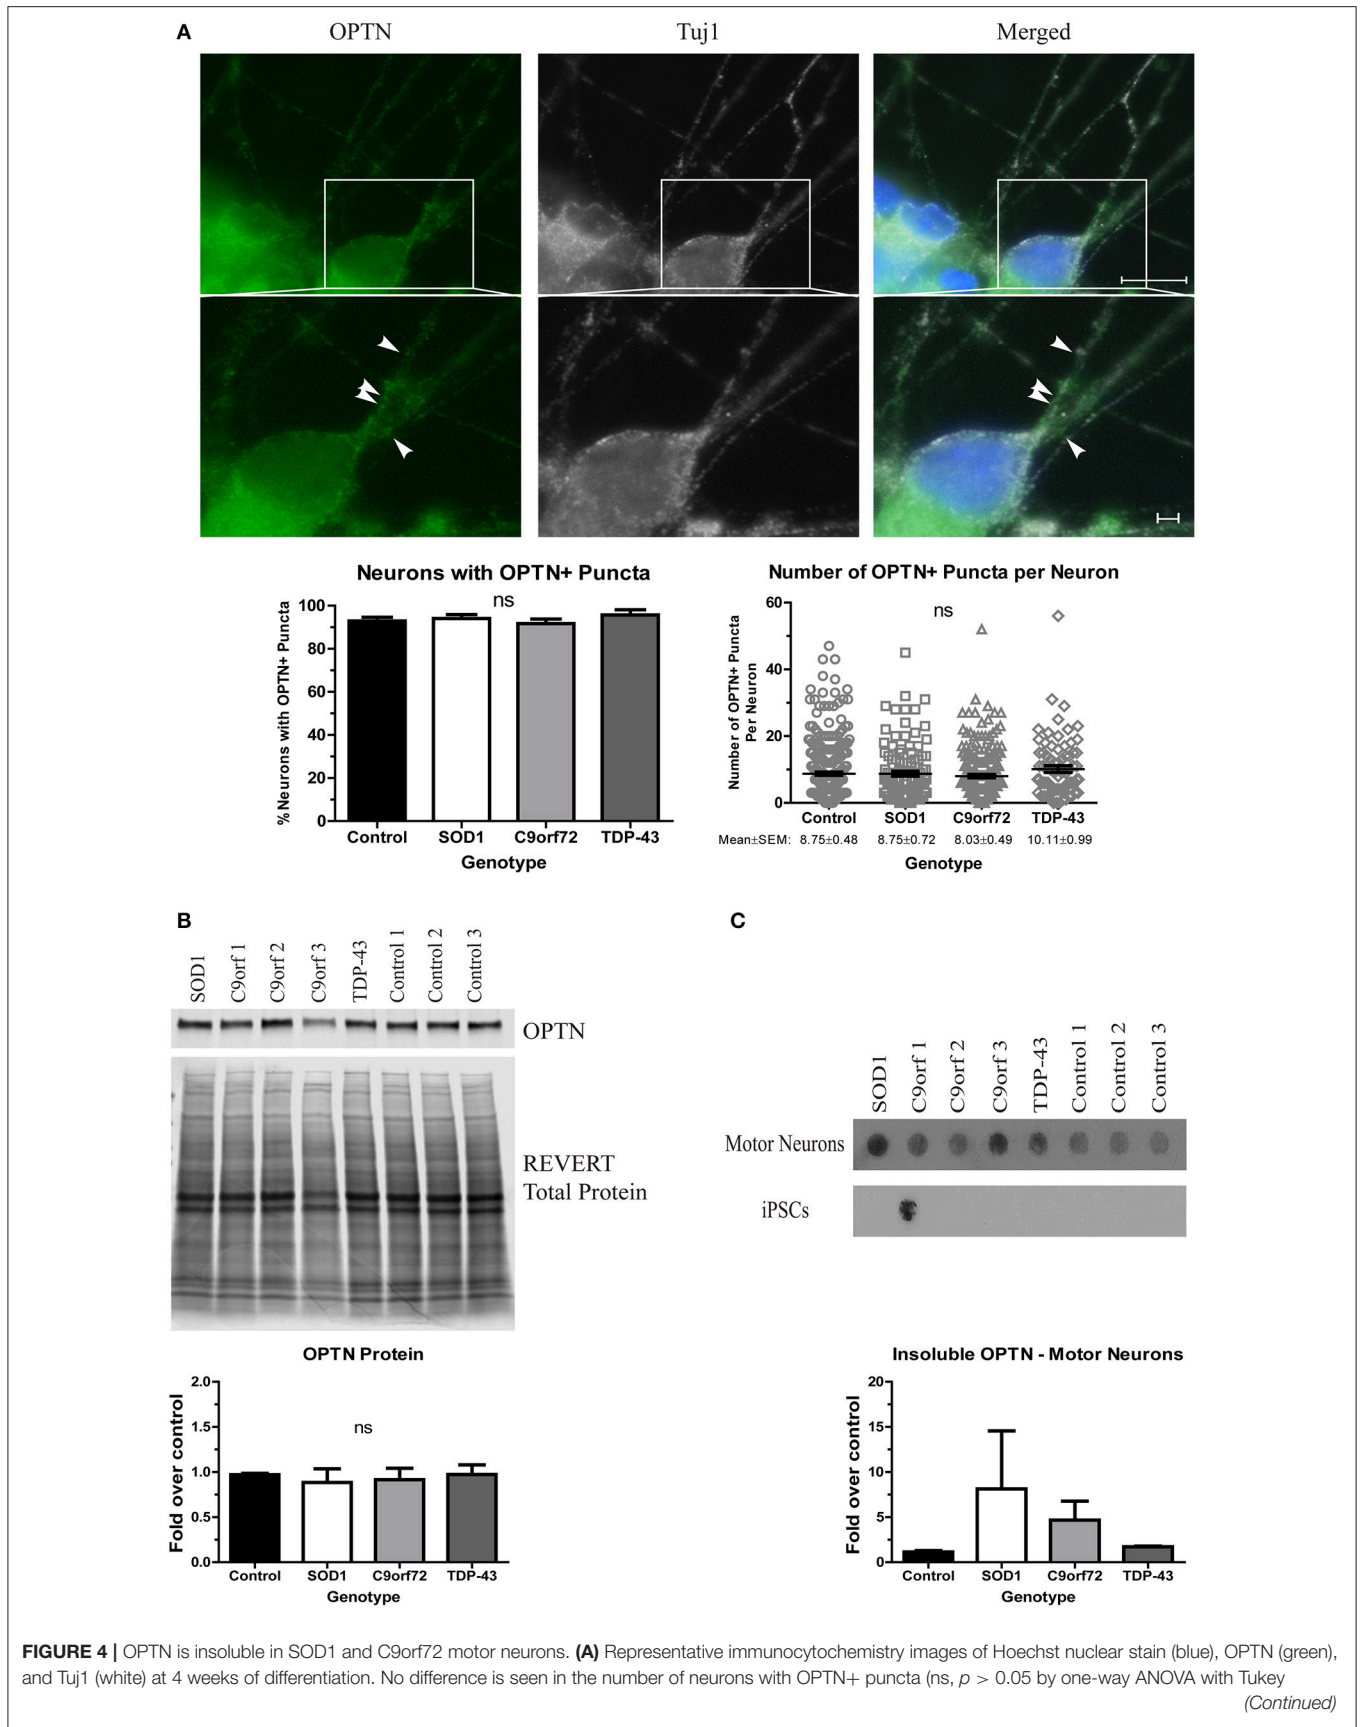 A
OPTN
Tuj1
Merged
Neurons with OPTN+ Puncta
% Neurons with OPTN+ Puncta
100
80
60
40
20
0
ns
Control
SOD1
C9orf72
TDP-43
Genotype
Number of OPTN+ Puncta per Neuron
Number of OPTN+ Puncta
Per Neuron
60
40
20
0
ns
Control
SOD1
C9orf72
TDP-43
Mean±SEM: 8.75±0.48 8.75±0.72 8.03±0.49 10.11±0.99
Genotype
B
SOD1
C9orf 1
C9orf 2
C9orf 3
TDP-43
Control 1
Control 2
Control 3
OPTN
REVERT
Total Protein
OPTN Protein
Fold over control
2.0
1.5
1.0
0.5
0.0
ns
Control
SOD1
C9orf72
TDP-43
Genotype
C
SOD1
C9orf 1
C9orf 2
C9orf 3
TDP-43
Control 1
Control 2
Control 3
Motor Neurons
iPSCs
Insoluble OPTN - Motor Neurons
Fold over control
20
15
10
5
0
Control
SOD1
C9orf72
TDP-43
Genotype
FIGURE 4 | OPTN is insoluble in SOD1 and C9orf72 motor neurons. (A) Representative immunocytochemistry images of Hoechst nuclear stain (blue), OPTN (green),
and Tuj1 (white) at 4 weeks of differentiation. No difference is seen in the number of neurons with OPTN+ puncta (ns, p > 0.05 by one-way ANOVA with Tukey
(Continued)